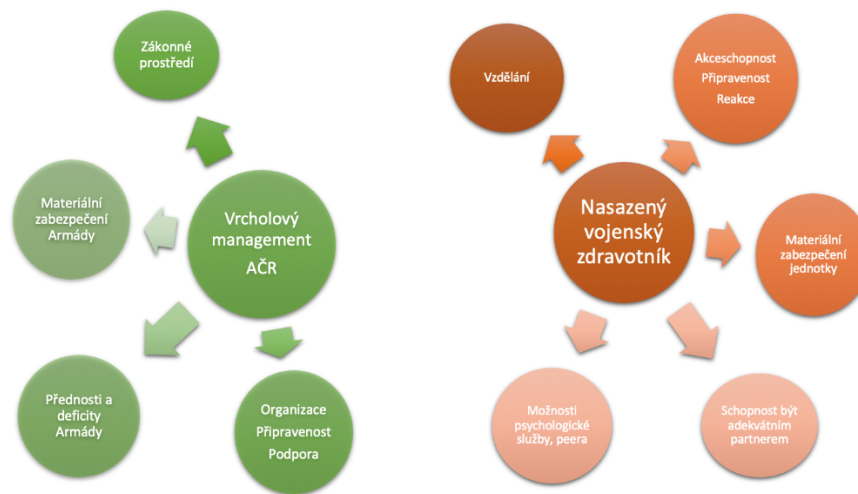 Zákonné
prostředí
Materiální
zabezpečení
Armády
Vrcholový
management
AČR
Přednosti a
deficity
Armády
Organizace
Připravenost
Podpora
Vzdělání
Akceschopnost
Připravenost
Reakce
Nasazený
vojenský
zdravotník
Materiální
zabezpečení
jednotky
Možnosti
psychologické
služby, peera
Schopnost být
adekvátním
partnerem